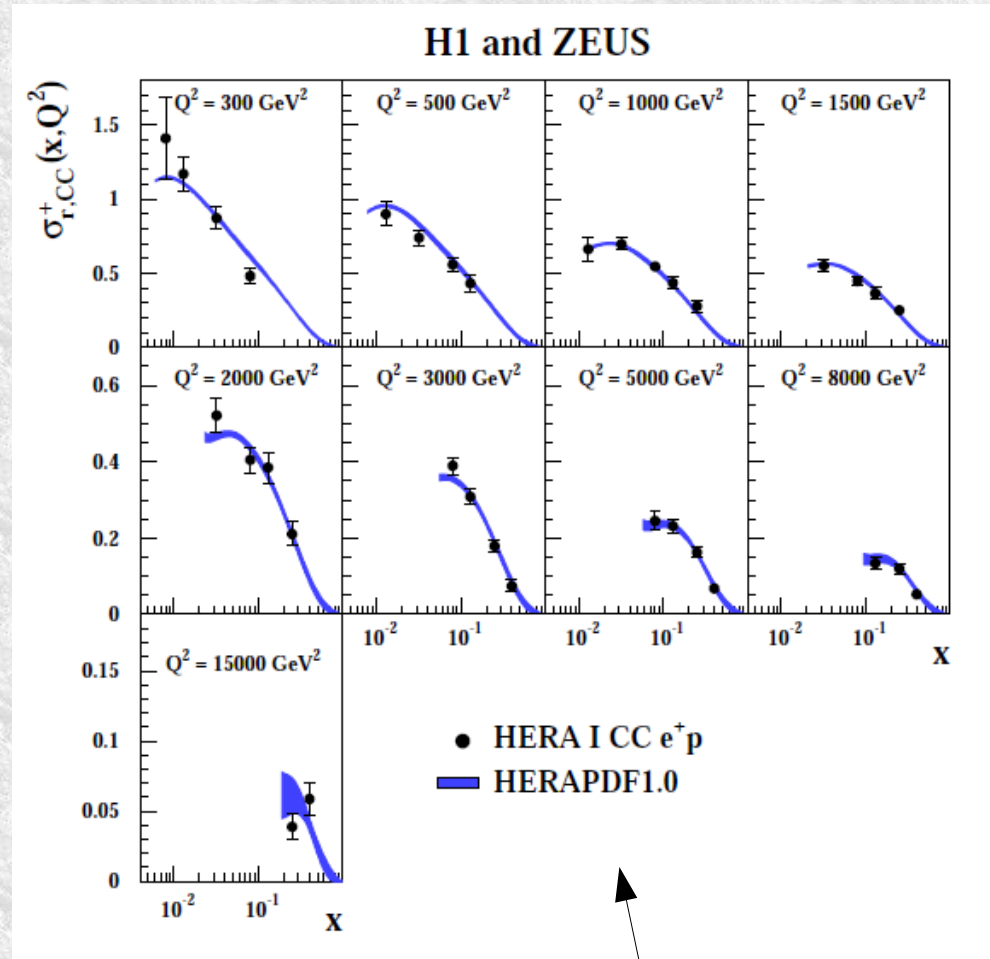 H1 and ZEUS
σ⁺r,CC(x,Q²)
Q² = 300 GeV² Q² = 500 GeV² Q² = 1000 GeV² Q² = 1500 GeV²
1.5
1
0.5
0
Q² = 2000 GeV² Q² = 3000 GeV² Q² = 5000 GeV² Q² = 8000 GeV²
0.6
0.4
0.2
0
10⁻² 10⁻¹ 10⁻² 10⁻¹ 10⁻² 10⁻¹
x
Q² = 15000 GeV²
0.15
0.1
0.05
0
10⁻² 10⁻¹
x
HERA I CC e⁺p
HERAPDF1.0